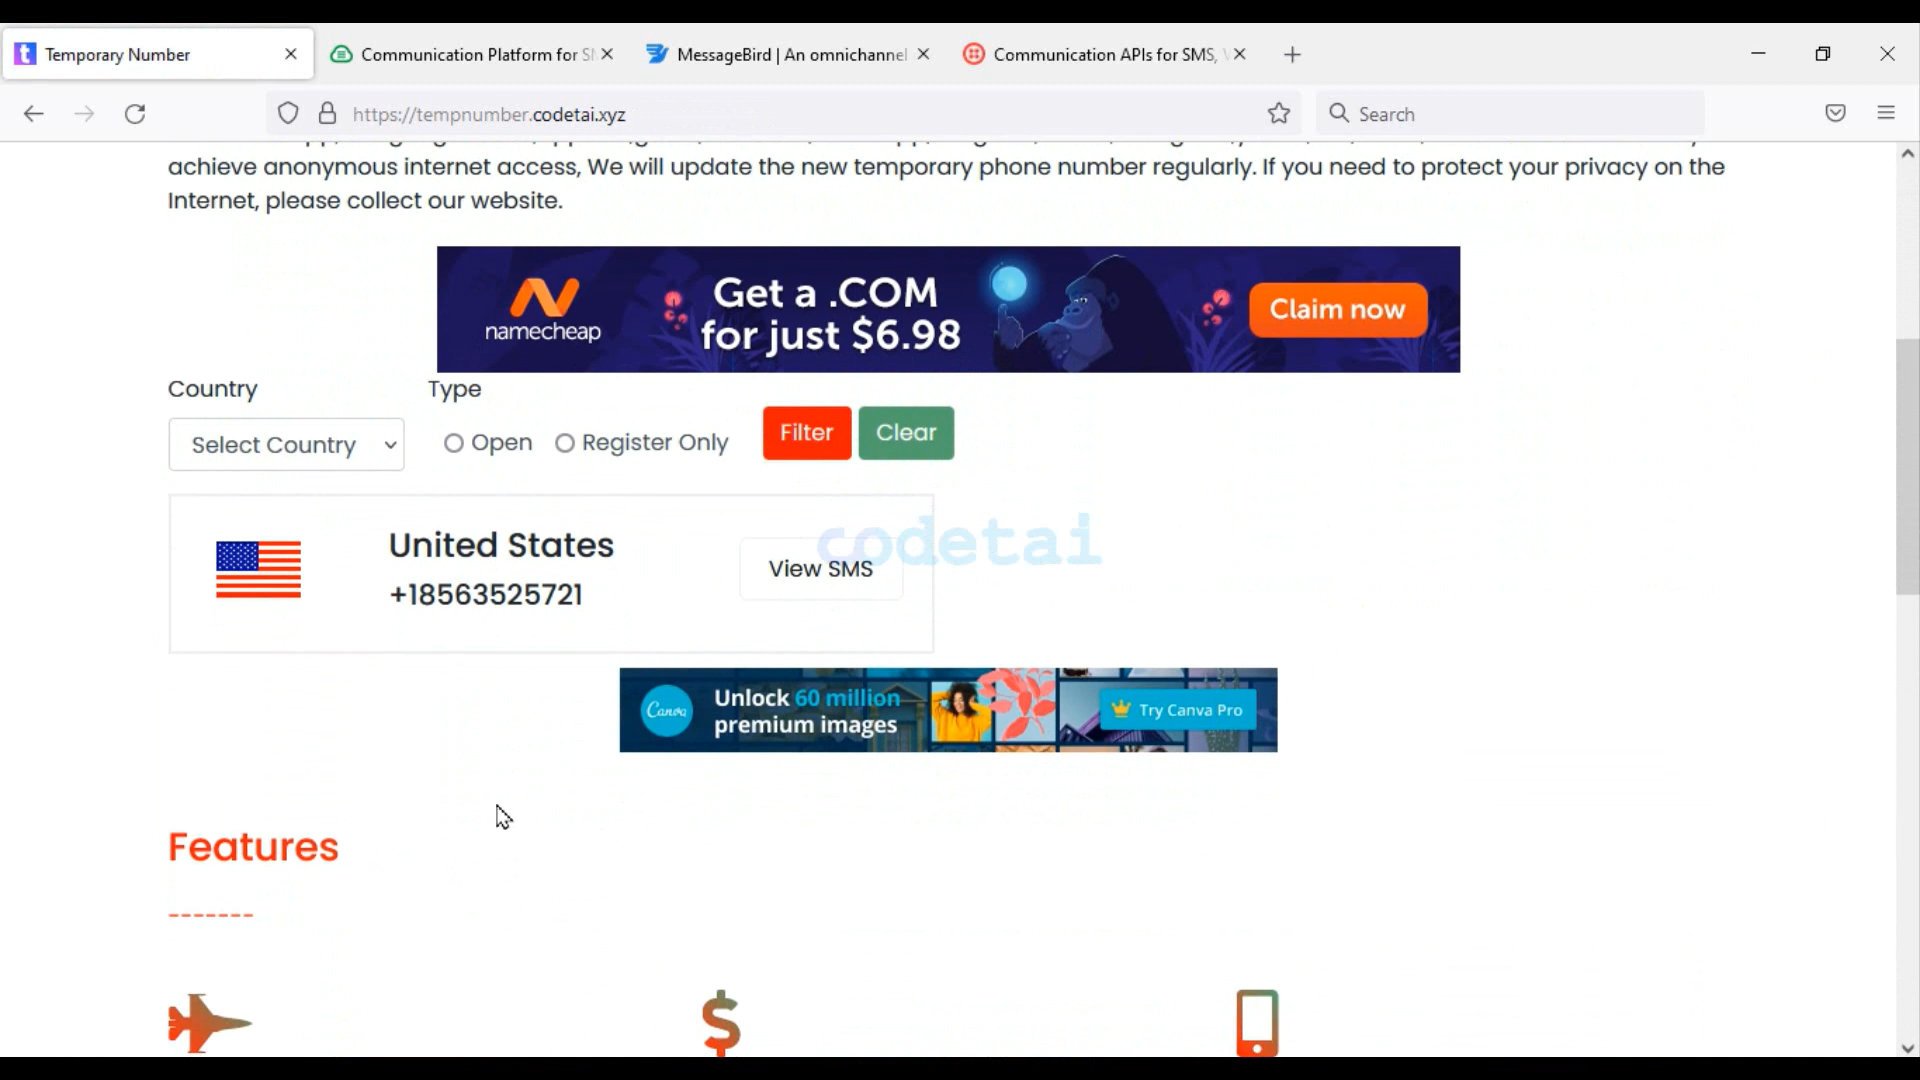 Temporary Number
Communication Platform for SM
MessageBird | An omnichannel
Communication APIs for SMS,
https://tempnumber.codetai.xyz
Search
achieve anonymous internet access, We will update the new temporary phone number regularly. If you need to protect your privacy on the
Internet, please collect our website.
namecheap
Get a .COM
for just $6.98
Claim now
Country
Type
Select Country
Open
Register Only
Filter
Clear
United States
+18563525721
View SMS
codetai
Canva
Unlock 60 million
premium images
Try Canva Pro
Features
-------